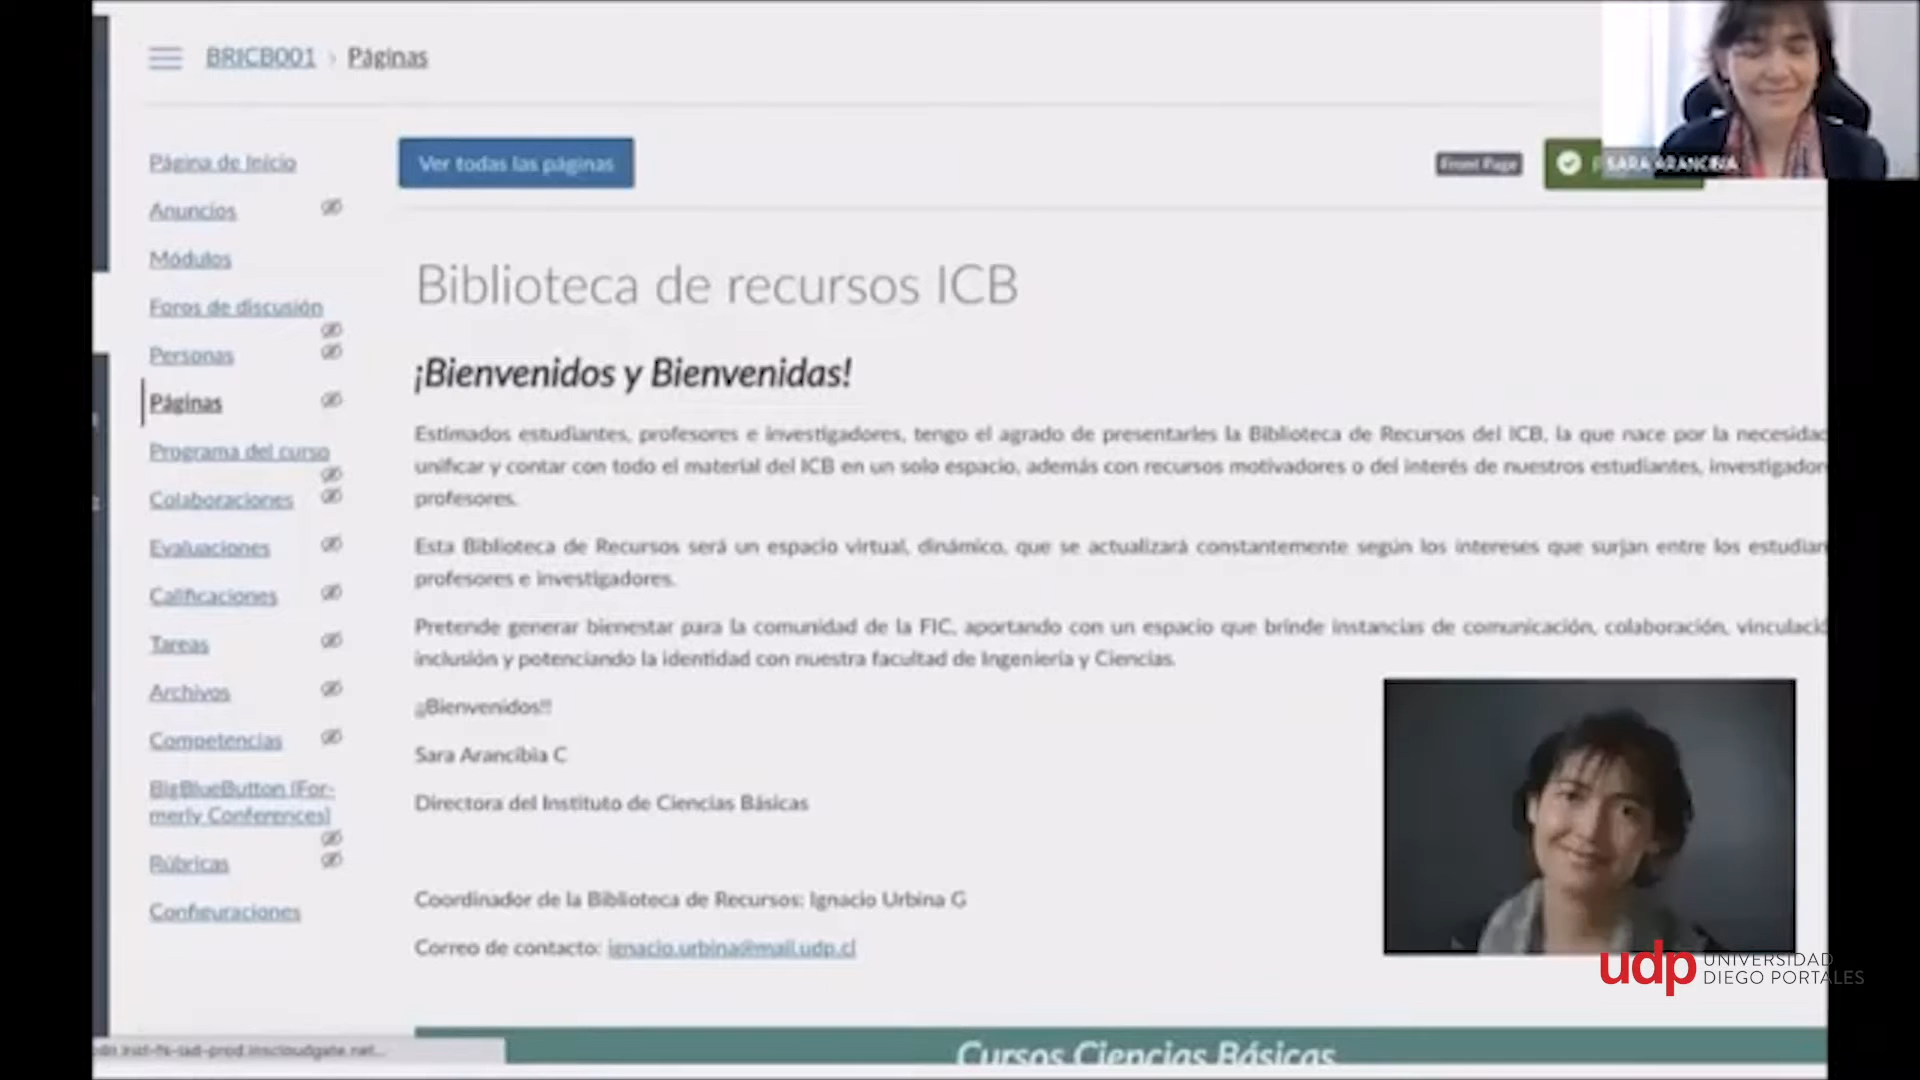 BRICB001 › Páginas
SARA ARANCIBIA
Página de Inicio
Anuncios
Módulos
Foros de discusión
Personas
Páginas
Programa del curso
Colaboraciones
Evaluaciones
Calificaciones
Tareas
Archivos
Competencias
BigBlueButton (For-
merly Conferences)
Rúbricas
Configuraciones
Ver todas las páginas
Front Page
Biblioteca de recursos ICB
¡Bienvenidos y Bienvenidas!
Estimados estudiantes, profesores e investigadores, tengo el agrado de presentarles la Biblioteca de Recursos del ICB, la que nace por la necesidad
unificar y contar con todo el material del ICB en un solo espacio, además con recursos motivadores o del interés de nuestros estudiantes, investigador
profesores.
Esta Biblioteca de Recursos será un espacio virtual, dinámico, que se actualizará constantemente según los intereses que surjan entre los estudian
profesores e investigadores.
Pretende generar bienestar para la comunidad de la FIC, aportando con un espacio que brinde instancias de comunicación, colaboración, vinculació
inclusión y potenciando la identidad con nuestra facultad de Ingeniería y Ciencias.
¡¡Bienvenidos!!
Sara Arancibia C
Directora del Instituto de Ciencias Básicas
Coordinador de la Biblioteca de Recursos: Ignacio Urbina G
Correo de contacto: ignacio.urbina@mail.udp.cl
udp UNIVERSIDAD
DIEGO PORTALES
Cursos Ciencias Básicas